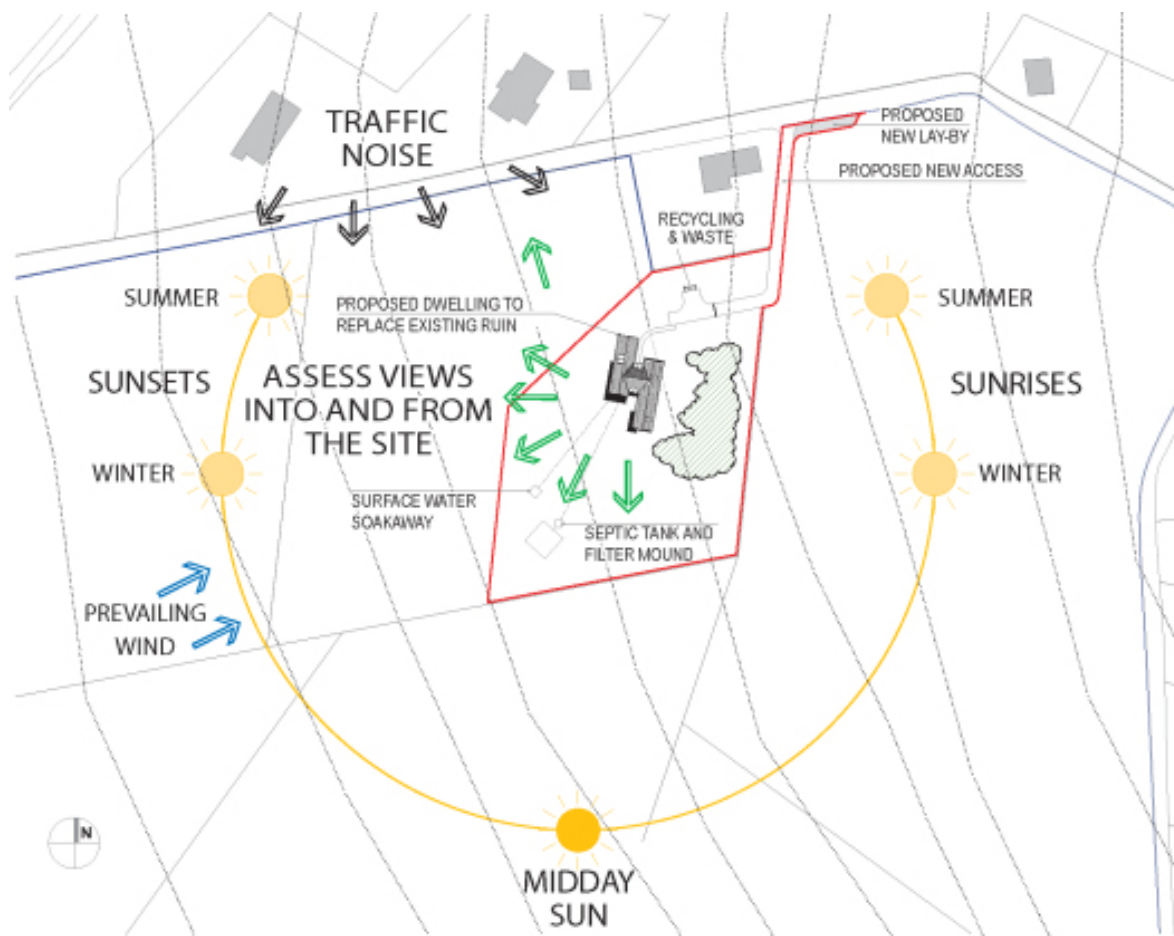 TRAFFIC
NOISE
PROPOSED
NEW LAY-BY
PROPOSED NEW ACCESS
RECYCLING
& WASTE
SUMMER
PROPOSED DWELLING TO
REPLACE EXISTING RUIN
SUMMER
SUNSETS
ASSESS VIEWS
INTO AND FROM
THE SITE
SUNRISES
WINTER
WINTER
SURFACE WATER
SOAKAWAY
SEPTIC TANK AND
FILTER MOUND
PREVAILING
WIND
N
MIDDAY
SUN